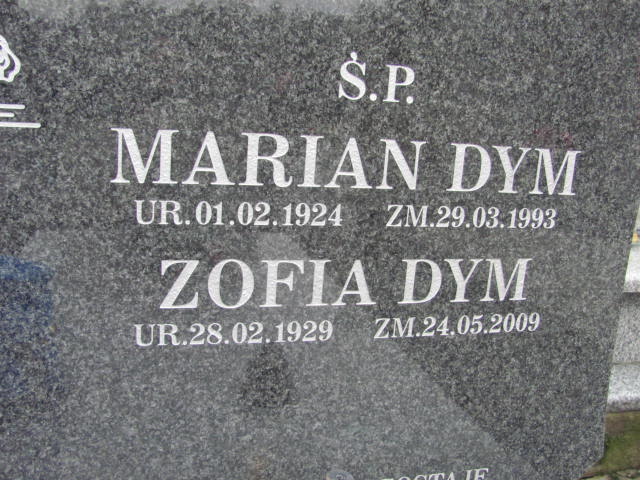 Ś.P.
MARIAN DYM
UR.01.02.1924 ZM.29.03.1993
ZOFIA DYM
UR.28.02.1929 ZM.24.05.2009